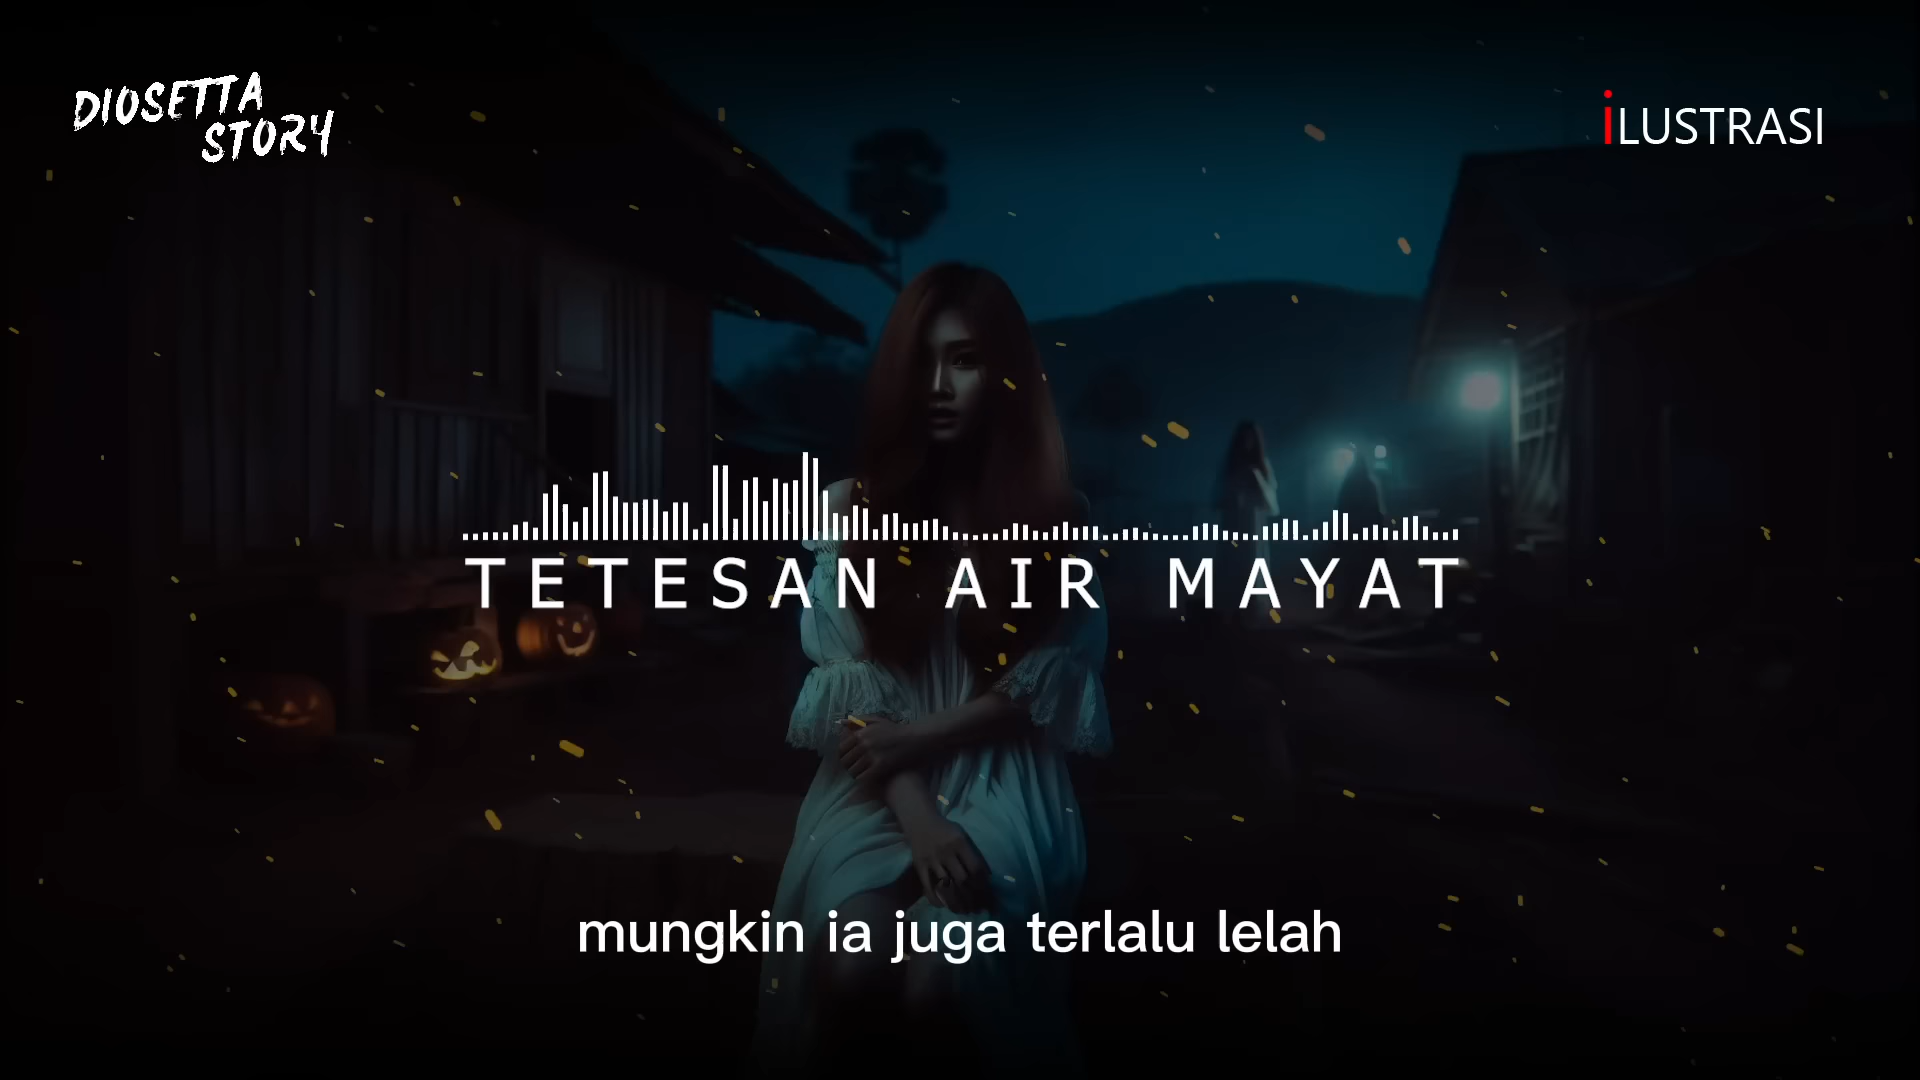 DIOSETTA
STORY
iLUSTRASI
TETESAN AIR MAYAT
mungkin ia juga terlalu lelah